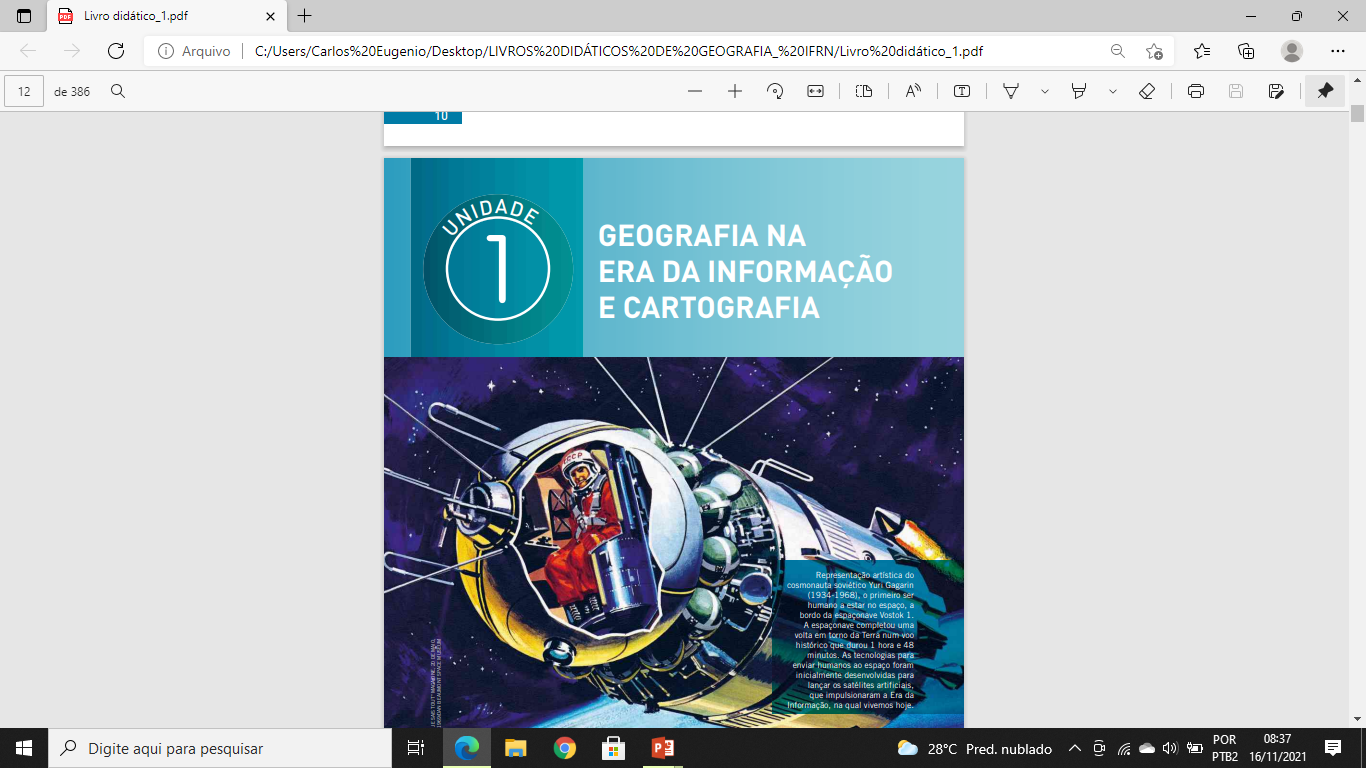 Livro didático_1.pdf
Arquivo
C:/Users/Carlos%20Eugenio/Desktop/LIVROS%20DIDÁTICOS%20DE%20GEOGRAFIA_%20IFRN/Livro%20didático_1.pdf
12 de 386
10
UNIDADE
1
GEOGRAFIA NA
ERA DA INFORMAÇÃO
E CARTOGRAFIA
CCCP
Representação artística do
cosmonauta soviético Yuri Gagarin
(1934-1968), o primeiro ser
humano a estar no espaço, a
bordo da espaçonave Vostok 1.
A espaçonave completou uma
volta em torno da Terra num voo
histórico que durou 1 hora e 48
minutos. As tecnologias para
enviar humanos ao espaço foram
inicialmente desenvolvidas para
lançar os satélites artificiais,
que impulsionaram a Era da
Informação, na qual vivemos hoje.
Digite aqui para pesquisar
28°C Pred. nublado
POR
PTB2
08:37
16/11/2021